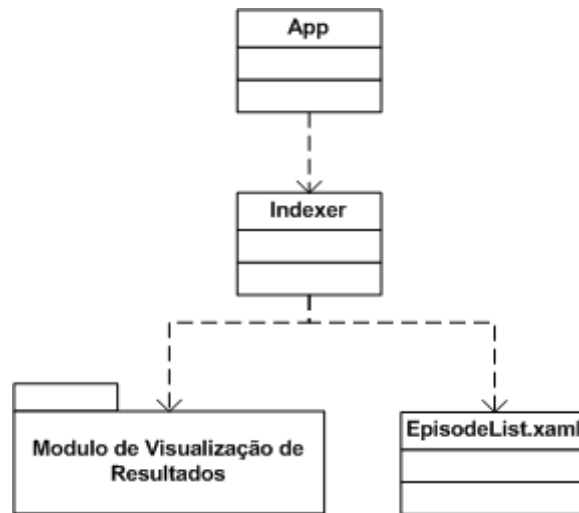 App
Indexer
Modulo de Visualização de
Resultados
EpisodeList.xaml